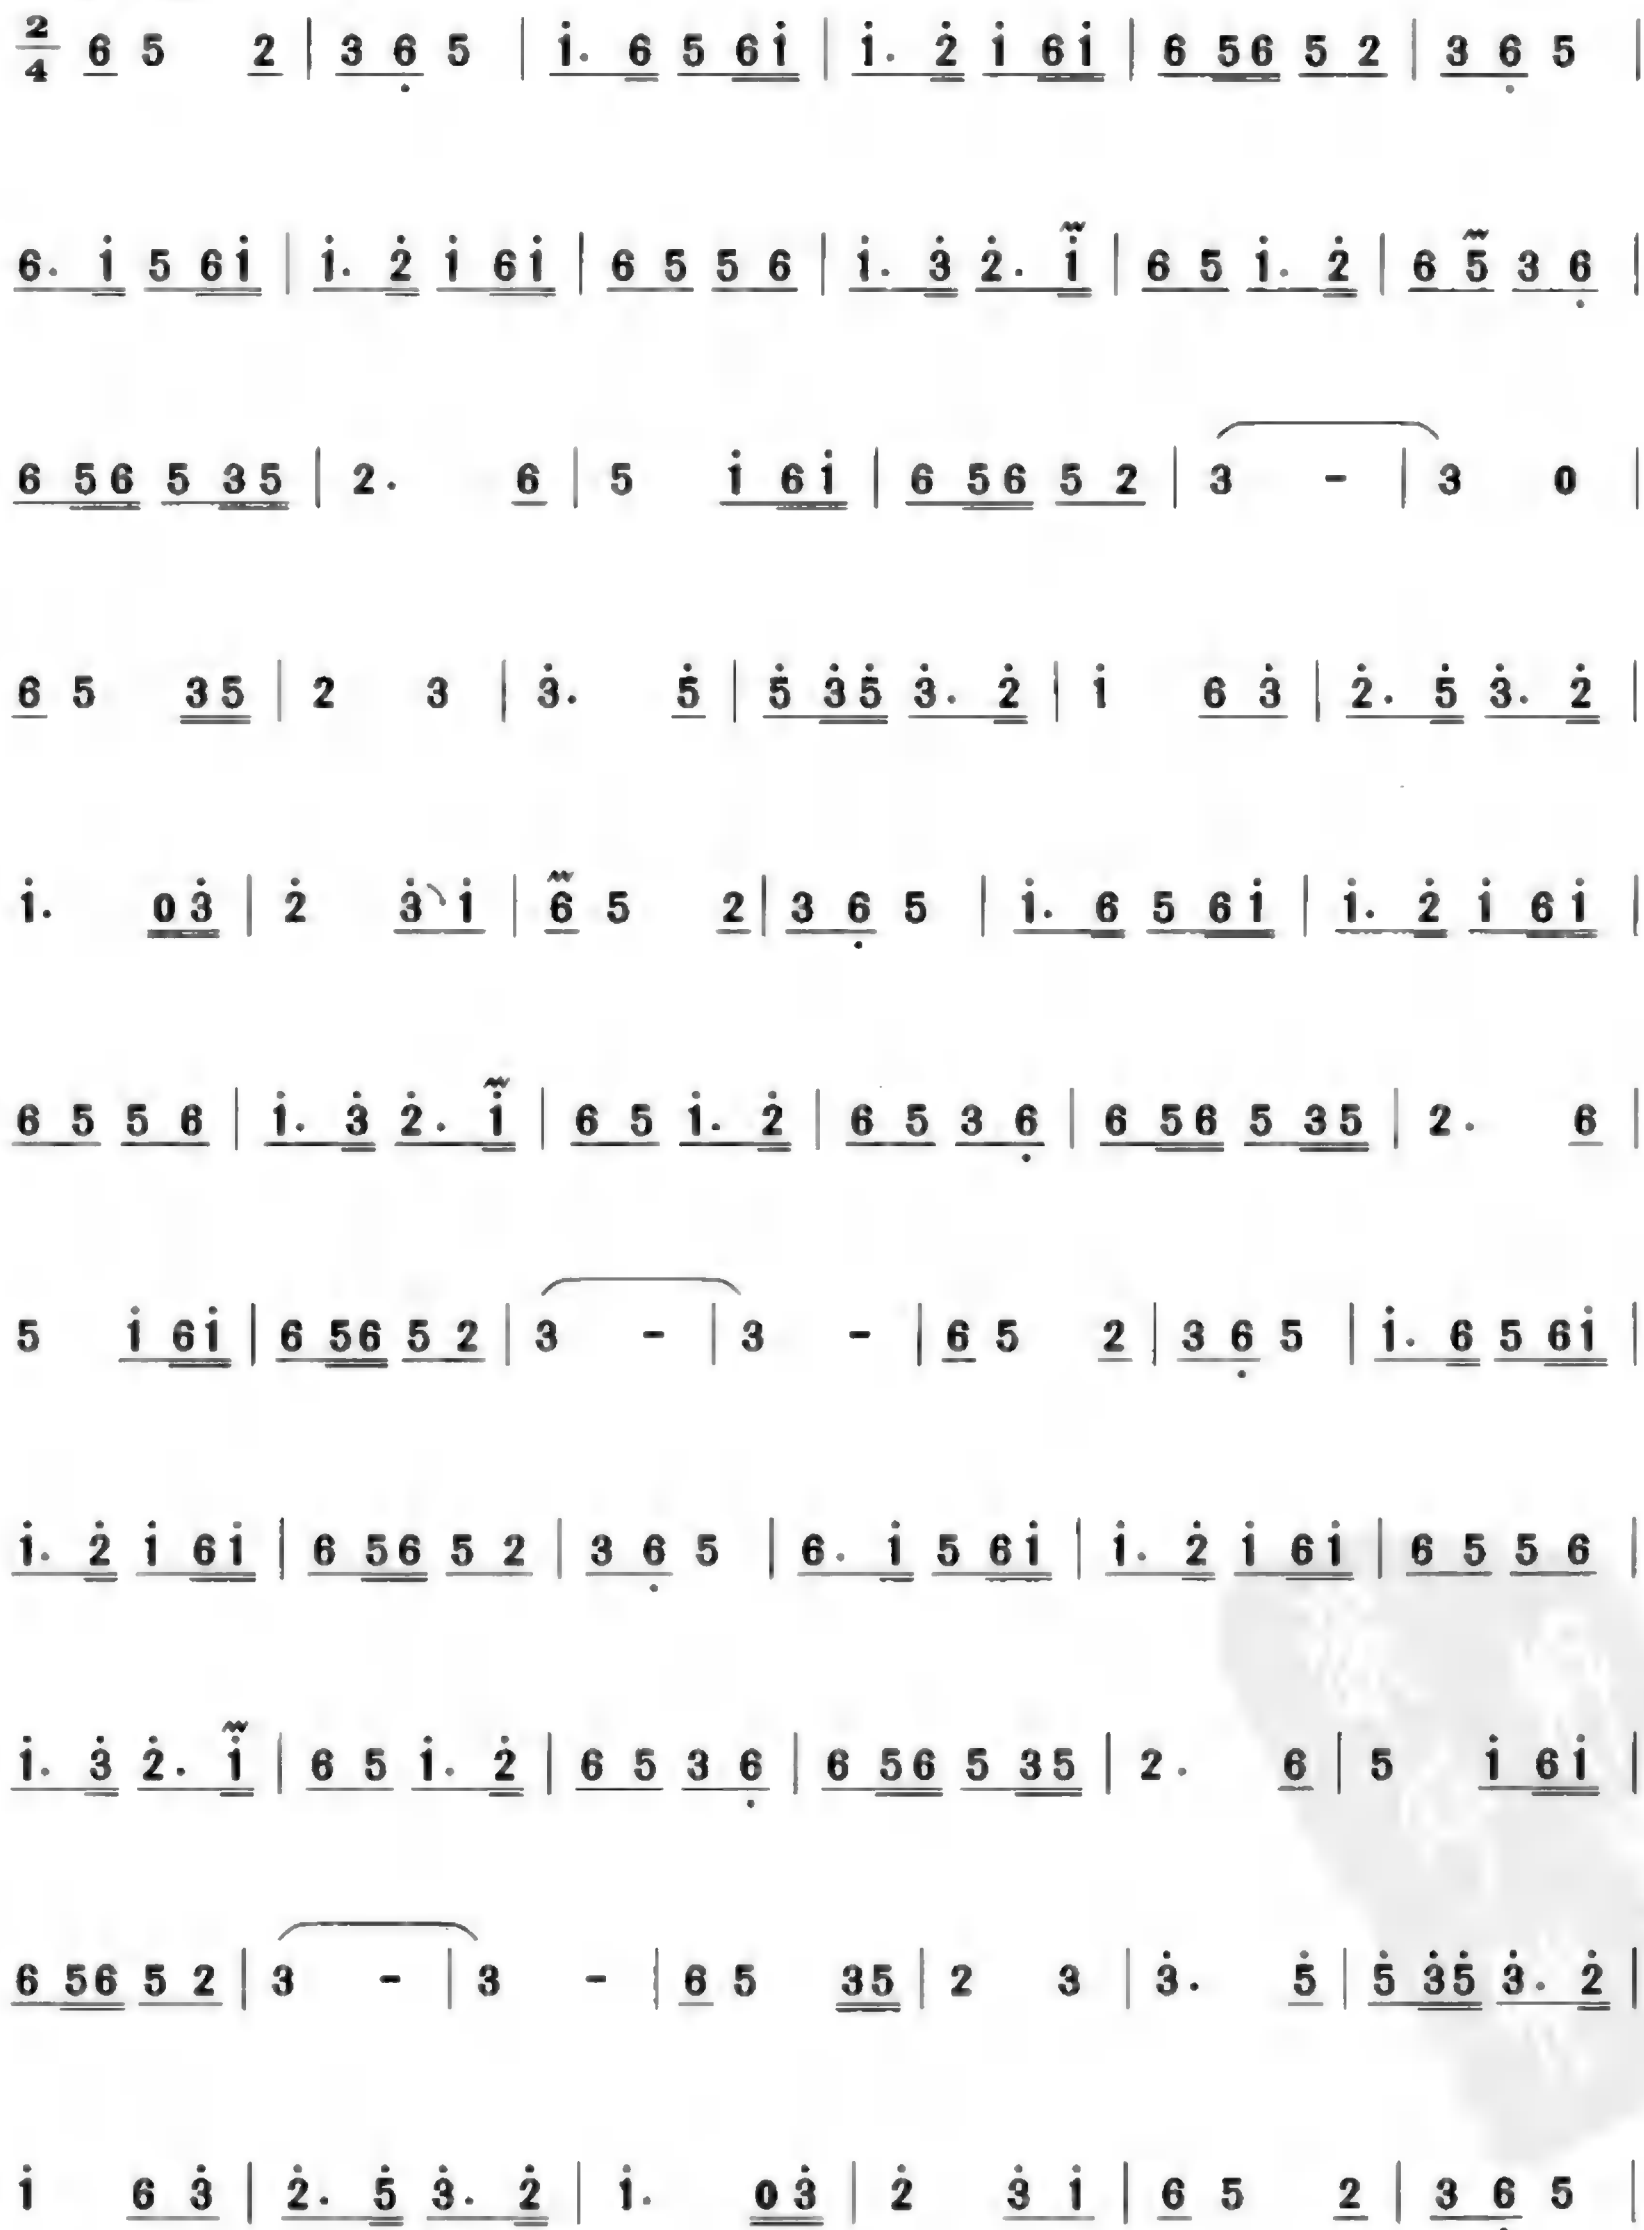 2/4 6 5 2 | 3 6̣ 5 | 1̇. 6 5 61̇ | 1̇. 2̇ 1̇ 61̇ | 6 56 5 2 | 3 6̣ 5 |
6. 1̇ 5 61̇ | 1̇. 2̇ 1̇ 61̇ | 6 5 5 6 | 1̇. 3̇ 2̇. 1̇ | 6 5 1̇. 2̇ | 6 5 3 6̣ |
6 56 5 35 | 2. 6 | 5 1̇ 61̇ | 6 56 5 2 | 3 - | 3 0 |
6 5 35 | 2 3 | 3̇. 5̇ | 5̇ 3̇5̇ 3̇. 2̇ | 1̇ 6 3̇ | 2̇. 5̇ 3̇. 2̇ |
1̇. 03̇ | 2̇ 3̇ 1̇ | 6 5 2 | 3 6̣ 5 | 1̇. 6 5 61̇ | 1̇. 2̇ 1̇ 61̇ |
6 5 5 6 | 1̇. 3̇ 2̇. 1̇ | 6 5 1̇. 2̇ | 6 5 3 6̣ | 6 56 5 35 | 2. 6 |
5 1̇ 61̇ | 6 56 5 2 | 3 - | 3 - | 6 5 2 | 3 6̣ 5 | 1̇. 6 5 61̇ |
1̇. 2̇ 1̇ 61̇ | 6 56 5 2 | 3 6̣ 5 | 6. 1̇ 5 61̇ | 1̇. 2̇ 1̇ 61̇ | 6 5 5 6 |
1̇. 3̇ 2̇. 1̇ | 6 5 1̇. 2̇ | 6 5 3 6̣ | 6 56 5 35 | 2. 6 | 5 1̇ 61̇ |
6 56 5 2 | 3 - | 3 - | 6 5 35 | 2 3 | 3̇. 5̇ | 5̇ 3̇5̇ 3̇. 2̇ |
1̇ 6 3̇ | 2̇. 5̇ 3̇. 2̇ | 1̇. 03̇ | 2̇ 3̇ 1̇ | 6 5 2 | 3 6̣ 5 |